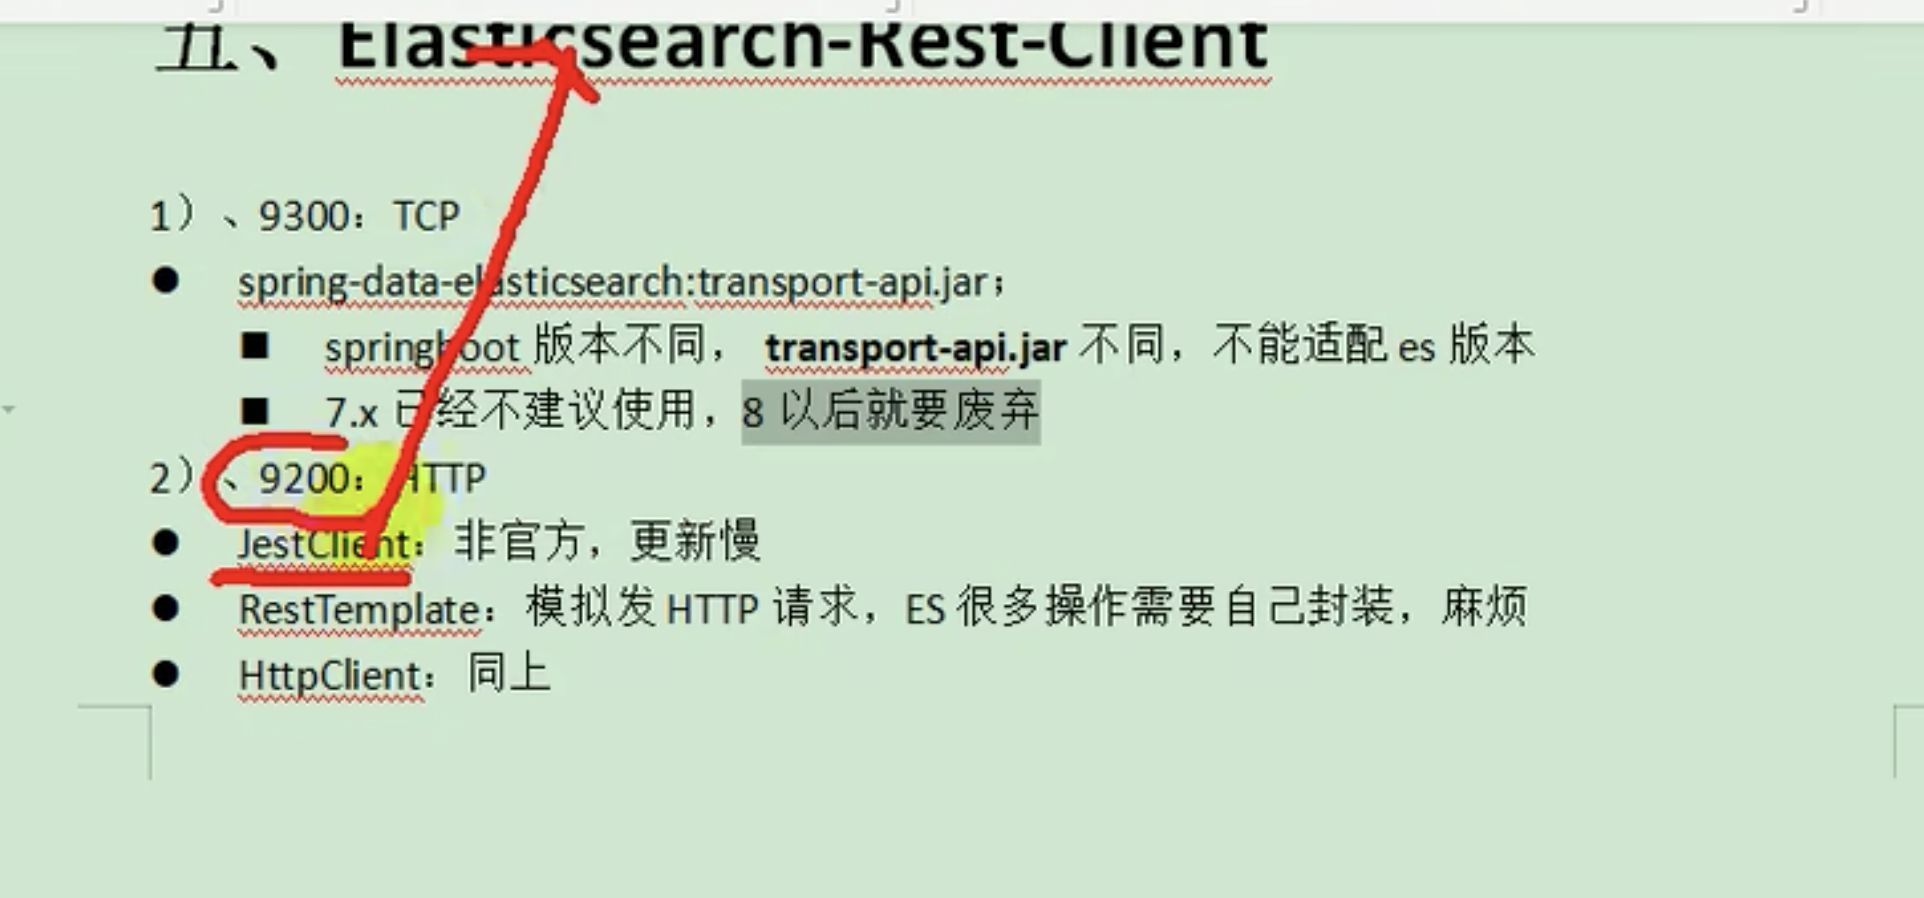 五、Elasticsearch-Rest-Client
1）、9300：TCP
● spring-data-elasticsearch:transport-api.jar；
■ springboot 版本不同， transport-api.jar 不同，不能适配 es 版本
■ 7.x 已经不建议使用，8 以后就要废弃
2）、9200：HTTP
● JestClient：非官方，更新慢
● RestTemplate：模拟发 HTTP 请求，ES 很多操作需要自己封装，麻烦
● HttpClient：同上